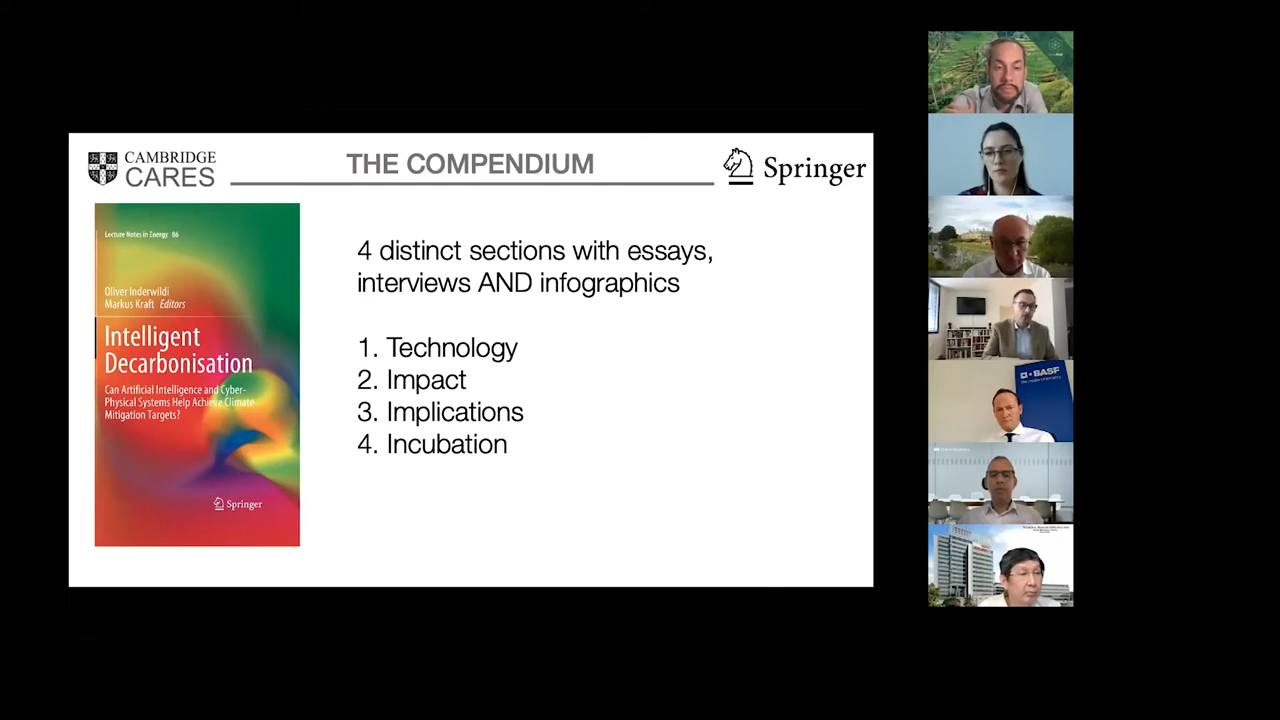 CAMBRIDGE
CARES
THE COMPENDIUM
Springer
Lecture Notes in Energy 86
Oliver Inderwildi
Markus Kraft Editors
Intelligent
Decarbonisation
Can Artificial Intelligence and Cyber-
Physical Systems Help Achieve Climate
Mitigation Targets?
Springer
4 distinct sections with essays,
interviews AND infographics
1. Technology
2. Impact
3. Implications
4. Incubation
BASF